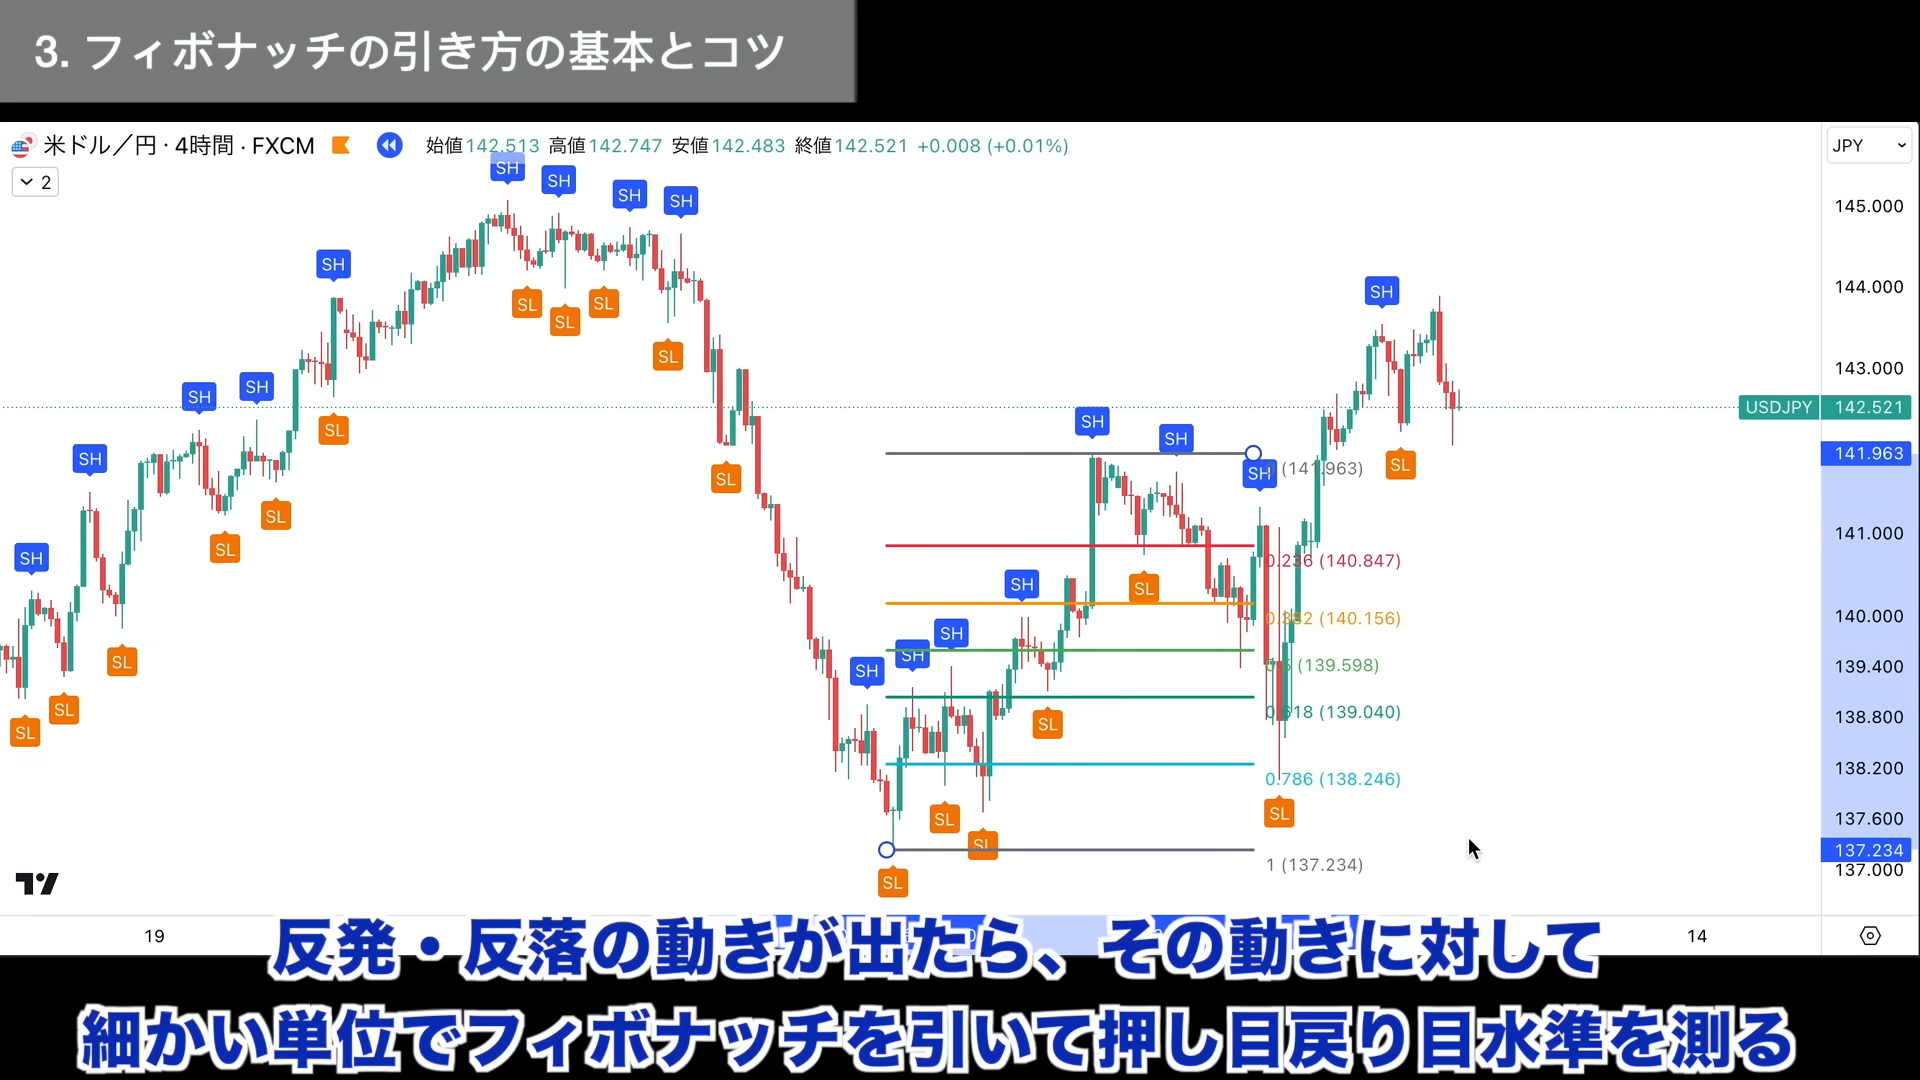 3. フィボナッチの引き方の基本とコツ
米ドル／円 · 4時間 · FXCM 始値142.513 高値142.747 安値142.483 終値142.521 +0.008 (+0.01%)
JPY
2
SH SH SH SH
145.000
SH
144.000
SH
SL SL SL
SL
143.000
SH SH
USDJPY 142.521
SL
SH SH
141.963
SH SL SL SH (141.963) SL
SL
141.000
SL
SH
0.236 (140.847)
SH SL
140.000
0.382 (140.156)
SH
SH
SL
139.400
(139.598)
SH
SL
0.618 (139.040)
138.800
SL
SL
138.200
0.786 (138.246)
SL SL
137.600
SL
137.234
1 (137.234)
137.000
SL
19
14
反発・反落の動きが出たら、その動きに対して
細かい単位でフィボナッチを引いて押し目戻り目水準を測る